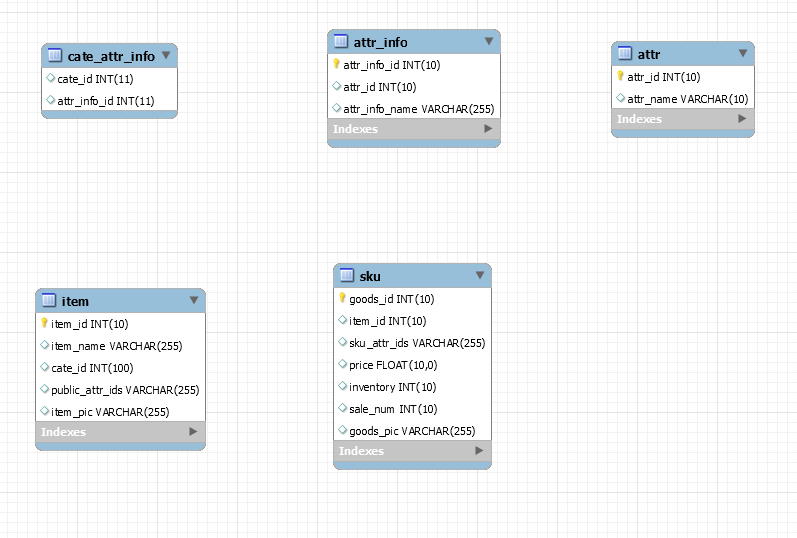 cate_attr_info
cate_id INT(11)
attr_info_id INT(11)
attr_info
attr_info_id INT(10)
attr_id INT(10)
attr_info_name VARCHAR(255)
Indexes
attr
attr_id INT(10)
attr_name VARCHAR(10)
Indexes
item
item_id INT(10)
item_name VARCHAR(255)
cate_id INT(100)
public_attr_ids VARCHAR(255)
item_pic VARCHAR(255)
Indexes
sku
goods_id INT(10)
item_id INT(10)
sku_attr_ids VARCHAR(255)
price FLOAT(10,0)
inventory INT(10)
sale_num INT(10)
goods_pic VARCHAR(255)
Indexes